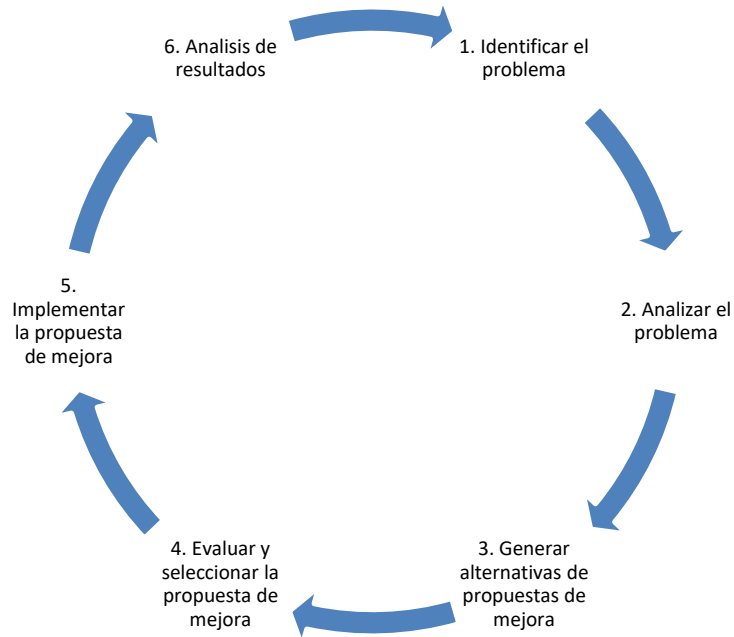 1. Identificar el
problema
2. Analizar el
problema
3. Generar
alternativas de
propuestas de
mejora
4. Evaluar y
seleccionar la
propuesta de
mejora
5.
Implementar
la propuesta
de mejora
6. Analisis de
resultados